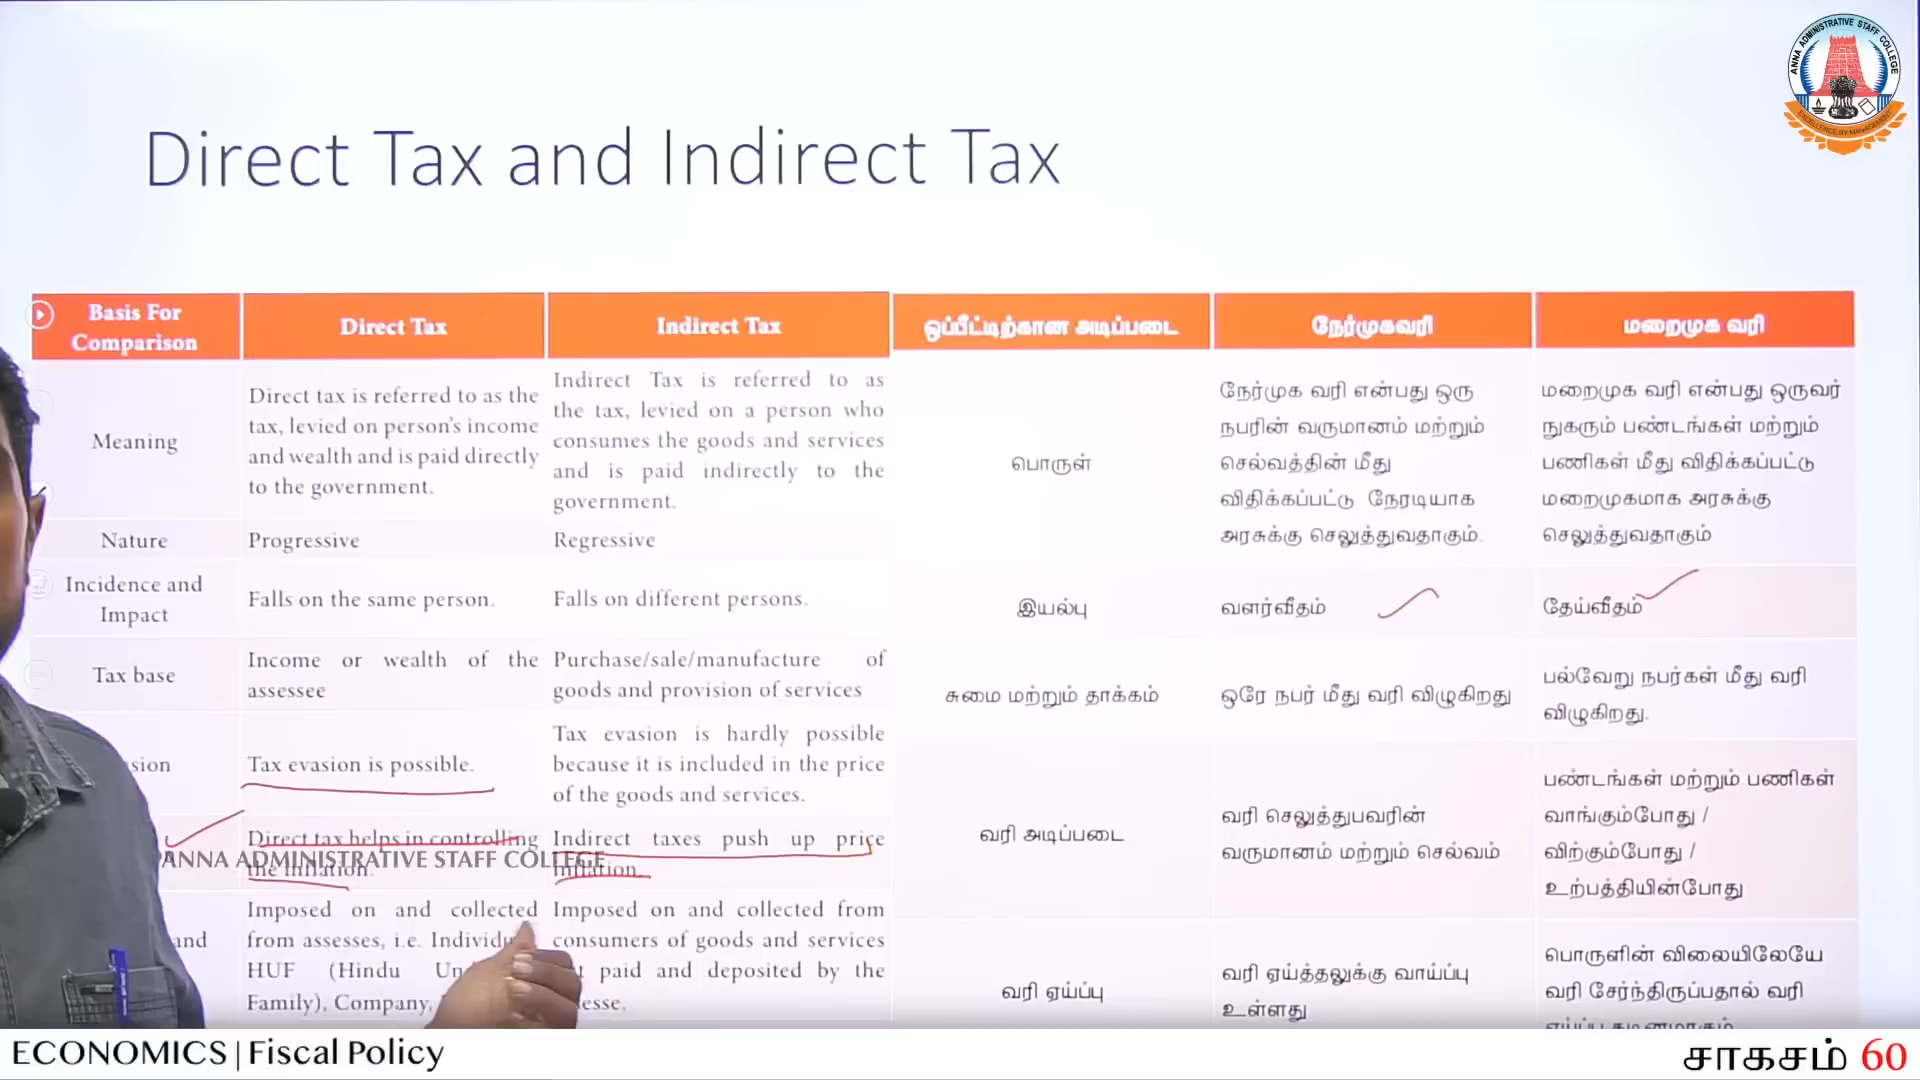 ANNA ADMINISTRATIVE STAFF COLLEGE
EXCELLENCE BY MANAGEMENT
Direct Tax and Indirect Tax
Basis For
Comparison
Direct Tax
Indirect Tax
ஒப்பீட்டிற்கான அடிப்படை
நேர்முகவரி
மறைமுக வரி
Meaning
Direct tax is referred to as the
tax, levied on person's income
and wealth and is paid directly
to the government.
Indirect Tax is referred to as
the tax, levied on a person who
consumes the goods and services
and is paid indirectly to the
government.
Nature
Progressive
Regressive
Incidence and
Impact
Falls on the same person.
Falls on different persons.
Tax base
Income or wealth of the
assessee
Purchase/sale/manufacture of
goods and provision of services
Tax evasion is possible.
Tax evasion is hardly possible
because it is included in the price
of the goods and services.
Direct tax helps in controlling
the inflation.
Indirect taxes push up price
inflation.
ANNA ADMINISTRATIVE STAFF COLLEGE
and
Imposed on and collected
from assesses, i.e.
HUF (Hindu
Family), Company,
Imposed on and collected from
consumers of goods and services
paid and deposited by the
பொருள்
நேர்முக வரி என்பது ஒரு
நபரின் வருமானம் மற்றும்
செல்வத்தின் மீது
விதிக்கப்பட்டு நேரடியாக
அரசுக்கு செலுத்துவதாகும்.
மறைமுக வரி என்பது ஒருவர்
நுகரும் பண்டங்கள் மற்றும்
பணிகள் மீது விதிக்கப்பட்டு
மறைமுகமாக அரசுக்கு
செலுத்துவதாகும்
இயல்பு
வளர்வீதம்
தேய்வீதம்
சுமை மற்றும் தாக்கம்
ஒரே நபர் மீது வரி விழுகிறது
பல்வேறு நபர்கள் மீது வரி
விழுகிறது.
வரி அடிப்படை
வரி செலுத்துபவரின்
வருமானம் மற்றும் செல்வம்
பண்டங்கள் மற்றும் பணிகள்
வாங்கும்போது /
விற்கும்போது /
உற்பத்தியின்போது
வரி ஏய்ப்பு
வரி ஏய்த்தலுக்கு வாய்ப்பு
உள்ளது
பொருளின் விலையிலேயே
வரி சேர்ந்திருப்பதால் வரி
ECONOMICS | Fiscal Policy
சாகசம் 60